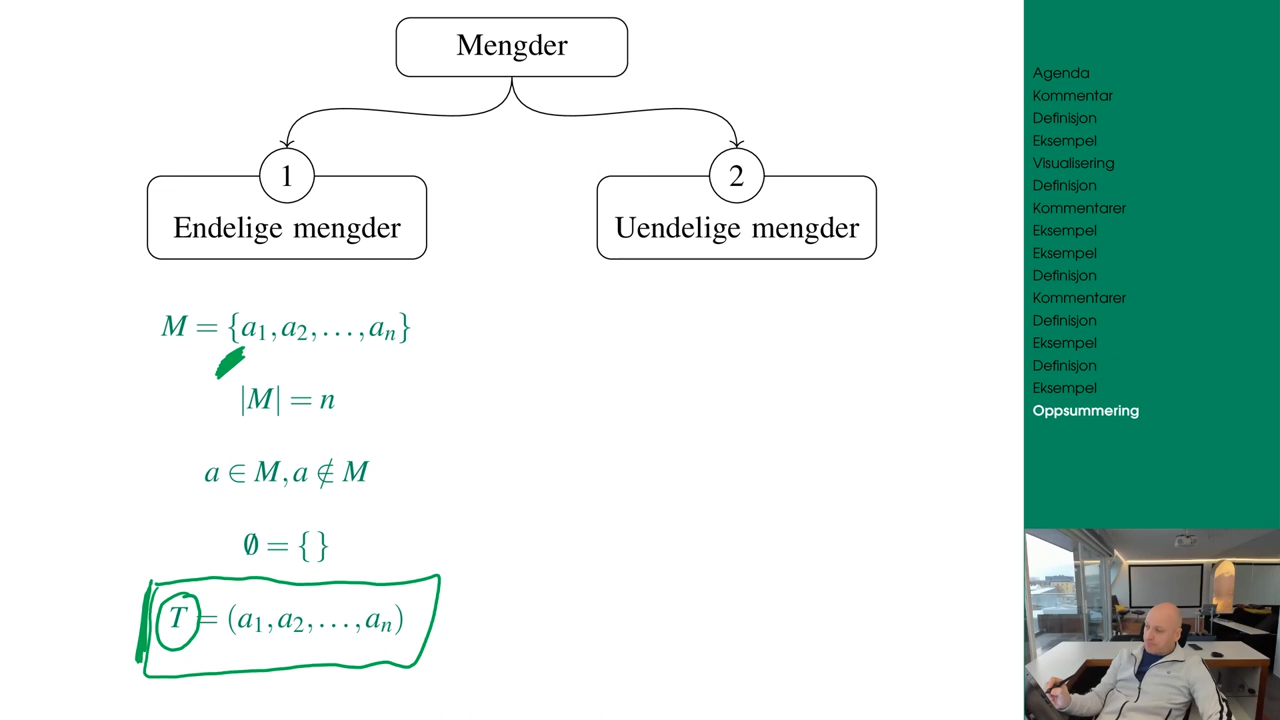 Mengder
1
2
Endelige mengder
Uendelige mengder
M = {a₁, a₂, ..., aₙ}
|M| = n
a ∈ M, a ∉ M
∅ = { }
T = (a₁, a₂, ..., aₙ)
Agenda
Kommentar
Definisjon
Eksempel
Visualisering
Definisjon
Kommentarer
Eksempel
Eksempel
Definisjon
Kommentarer
Definisjon
Eksempel
Definisjon
Eksempel
Oppsummering